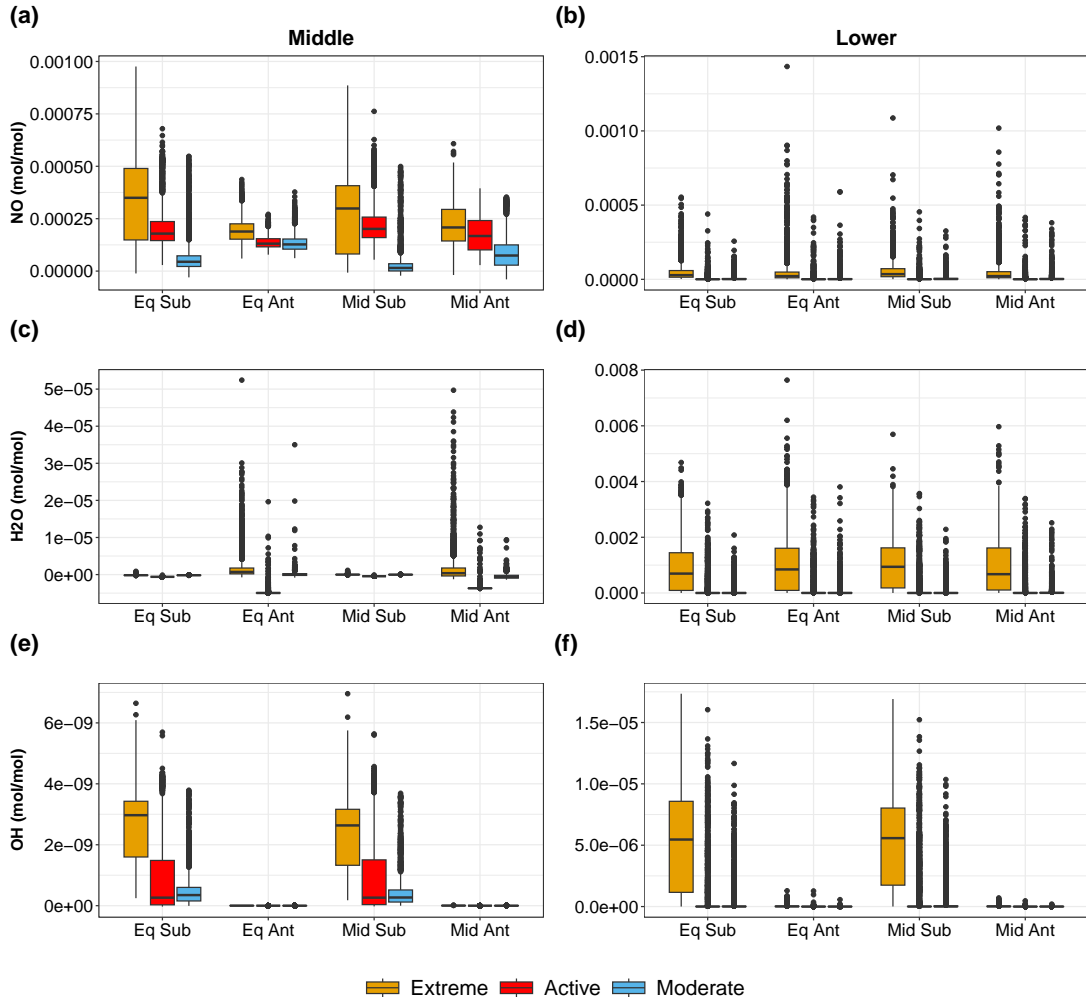 (a)
Middle
NO (mol/mol)
0.00100
0.00075
0.00050
0.00025
0.00000
Eq Sub Eq Ant Mid Sub Mid Ant
(b)
Lower
0.0015
0.0010
0.0005
0.0000
Eq Sub Eq Ant Mid Sub Mid Ant
(c)
H2O (mol/mol)
5e−05
4e−05
3e−05
2e−05
1e−05
0e+00
Eq Sub Eq Ant Mid Sub Mid Ant
(d)
0.008
0.006
0.004
0.002
0.000
Eq Sub Eq Ant Mid Sub Mid Ant
(e)
OH (mol/mol)
6e−09
4e−09
2e−09
0e+00
Eq Sub Eq Ant Mid Sub Mid Ant
(f)
1.5e−05
1.0e−05
5.0e−06
0.0e+00
Eq Sub Eq Ant Mid Sub Mid Ant
Extreme Active Moderate